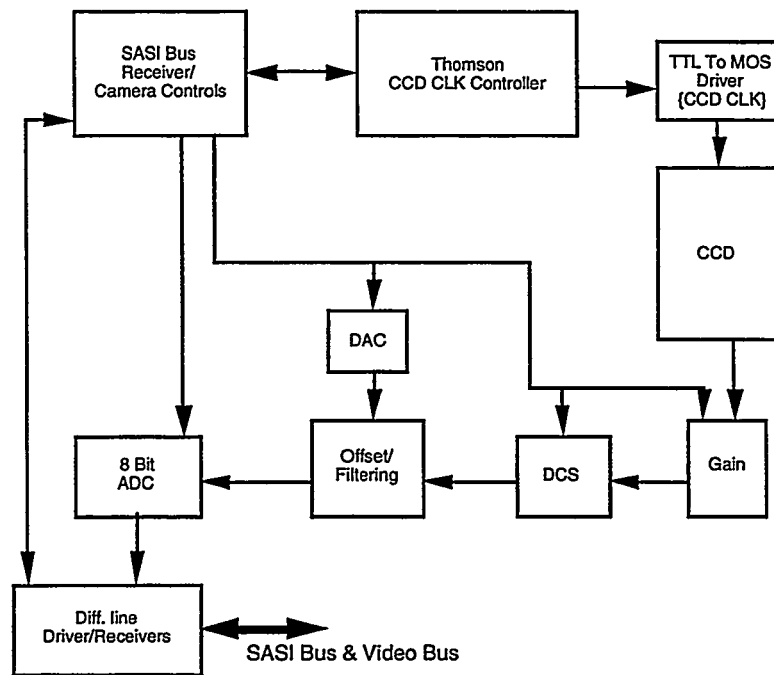 SASI Bus
Receiver/
Camera Controls
Thomson
CCD CLK Controller
TTL To MOS
Driver
{CCD CLK}
CCD
DAC
8 Bit
ADC
Offset/
Filtering
DCS
Gain
Diff. line
Driver/Receivers
SASI Bus & Video Bus